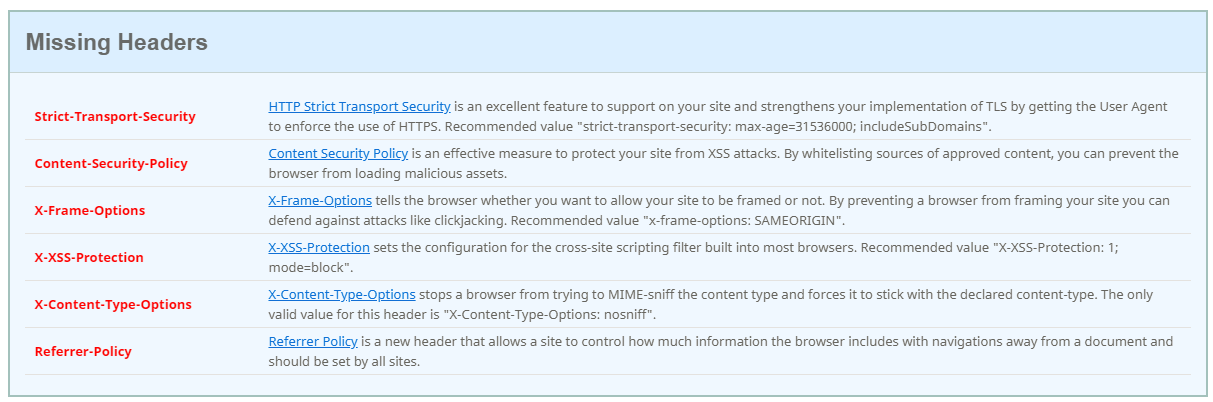 Missing Headers
Strict-Transport-Security
HTTP Strict Transport Security is an excellent feature to support on your site and strengthens your implementation of TLS by getting the User Agent
to enforce the use of HTTPS. Recommended value "strict-transport-security: max-age=31536000; includeSubDomains".
Content-Security-Policy
Content Security Policy is an effective measure to protect your site from XSS attacks. By whitelisting sources of approved content, you can prevent the
browser from loading malicious assets.
X-Frame-Options
X-Frame-Options tells the browser whether you want to allow your site to be framed or not. By preventing a browser from framing your site you can
defend against attacks like clickjacking. Recommended value "x-frame-options: SAMEORIGIN".
X-XSS-Protection
X-XSS-Protection sets the configuration for the cross-site scripting filter built into most browsers. Recommended value "X-XSS-Protection: 1;
mode=block".
X-Content-Type-Options
X-Content-Type-Options stops a browser from trying to MIME-sniff the content type and forces it to stick with the declared content-type. The only
valid value for this header is "X-Content-Type-Options: nosniff".
Referrer-Policy
Referrer Policy is a new header that allows a site to control how much information the browser includes with navigations away from a document and
should be set by all sites.